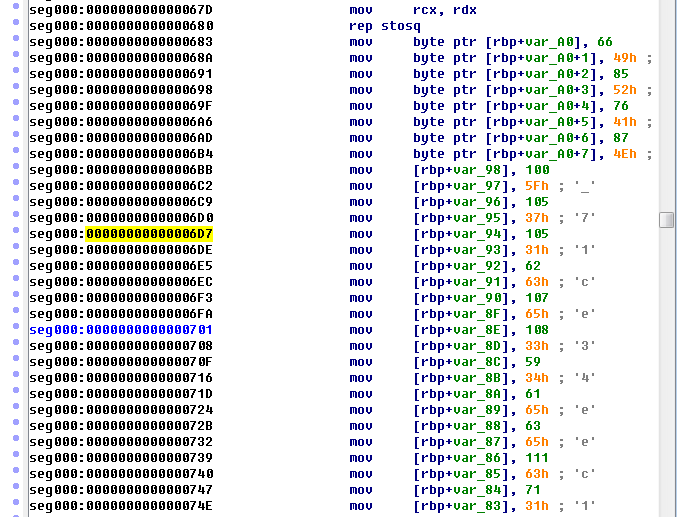 seg000:000000000000067D mov rcx, rdx
seg000:0000000000000680 rep stosq
seg000:0000000000000683 mov byte ptr [rbp+var_A0], 66
seg000:000000000000068A mov byte ptr [rbp+var_A0+1], 49h ;
seg000:0000000000000691 mov byte ptr [rbp+var_A0+2], 85
seg000:0000000000000698 mov byte ptr [rbp+var_A0+3], 52h ;
seg000:000000000000069F mov byte ptr [rbp+var_A0+4], 76
seg000:00000000000006A6 mov byte ptr [rbp+var_A0+5], 41h ;
seg000:00000000000006AD mov byte ptr [rbp+var_A0+6], 87
seg000:00000000000006B4 mov byte ptr [rbp+var_A0+7], 4Eh ;
seg000:00000000000006BB mov [rbp+var_98], 100
seg000:00000000000006C2 mov [rbp+var_97], 5Fh ; '_'
seg000:00000000000006C9 mov [rbp+var_96], 105
seg000:00000000000006D0 mov [rbp+var_95], 37h ; '7'
seg000:00000000000006D7 mov [rbp+var_94], 105
seg000:00000000000006DE mov [rbp+var_93], 31h ; '1'
seg000:00000000000006E5 mov [rbp+var_92], 62
seg000:00000000000006EC mov [rbp+var_91], 63h ; 'c'
seg000:00000000000006F3 mov [rbp+var_90], 107
seg000:00000000000006FA mov [rbp+var_8F], 65h ; 'e'
seg000:0000000000000701 mov [rbp+var_8E], 108
seg000:0000000000000708 mov [rbp+var_8D], 33h ; '3'
seg000:000000000000070F mov [rbp+var_8C], 59
seg000:0000000000000716 mov [rbp+var_8B], 34h ; '4'
seg000:000000000000071D mov [rbp+var_8A], 61
seg000:0000000000000724 mov [rbp+var_89], 65h ; 'e'
seg000:000000000000072B mov [rbp+var_88], 63
seg000:0000000000000732 mov [rbp+var_87], 65h ; 'e'
seg000:0000000000000739 mov [rbp+var_86], 111
seg000:0000000000000740 mov [rbp+var_85], 63h ; 'c'
seg000:0000000000000747 mov [rbp+var_84], 71
seg000:000000000000074E mov [rbp+var_83], 31h ; '1'